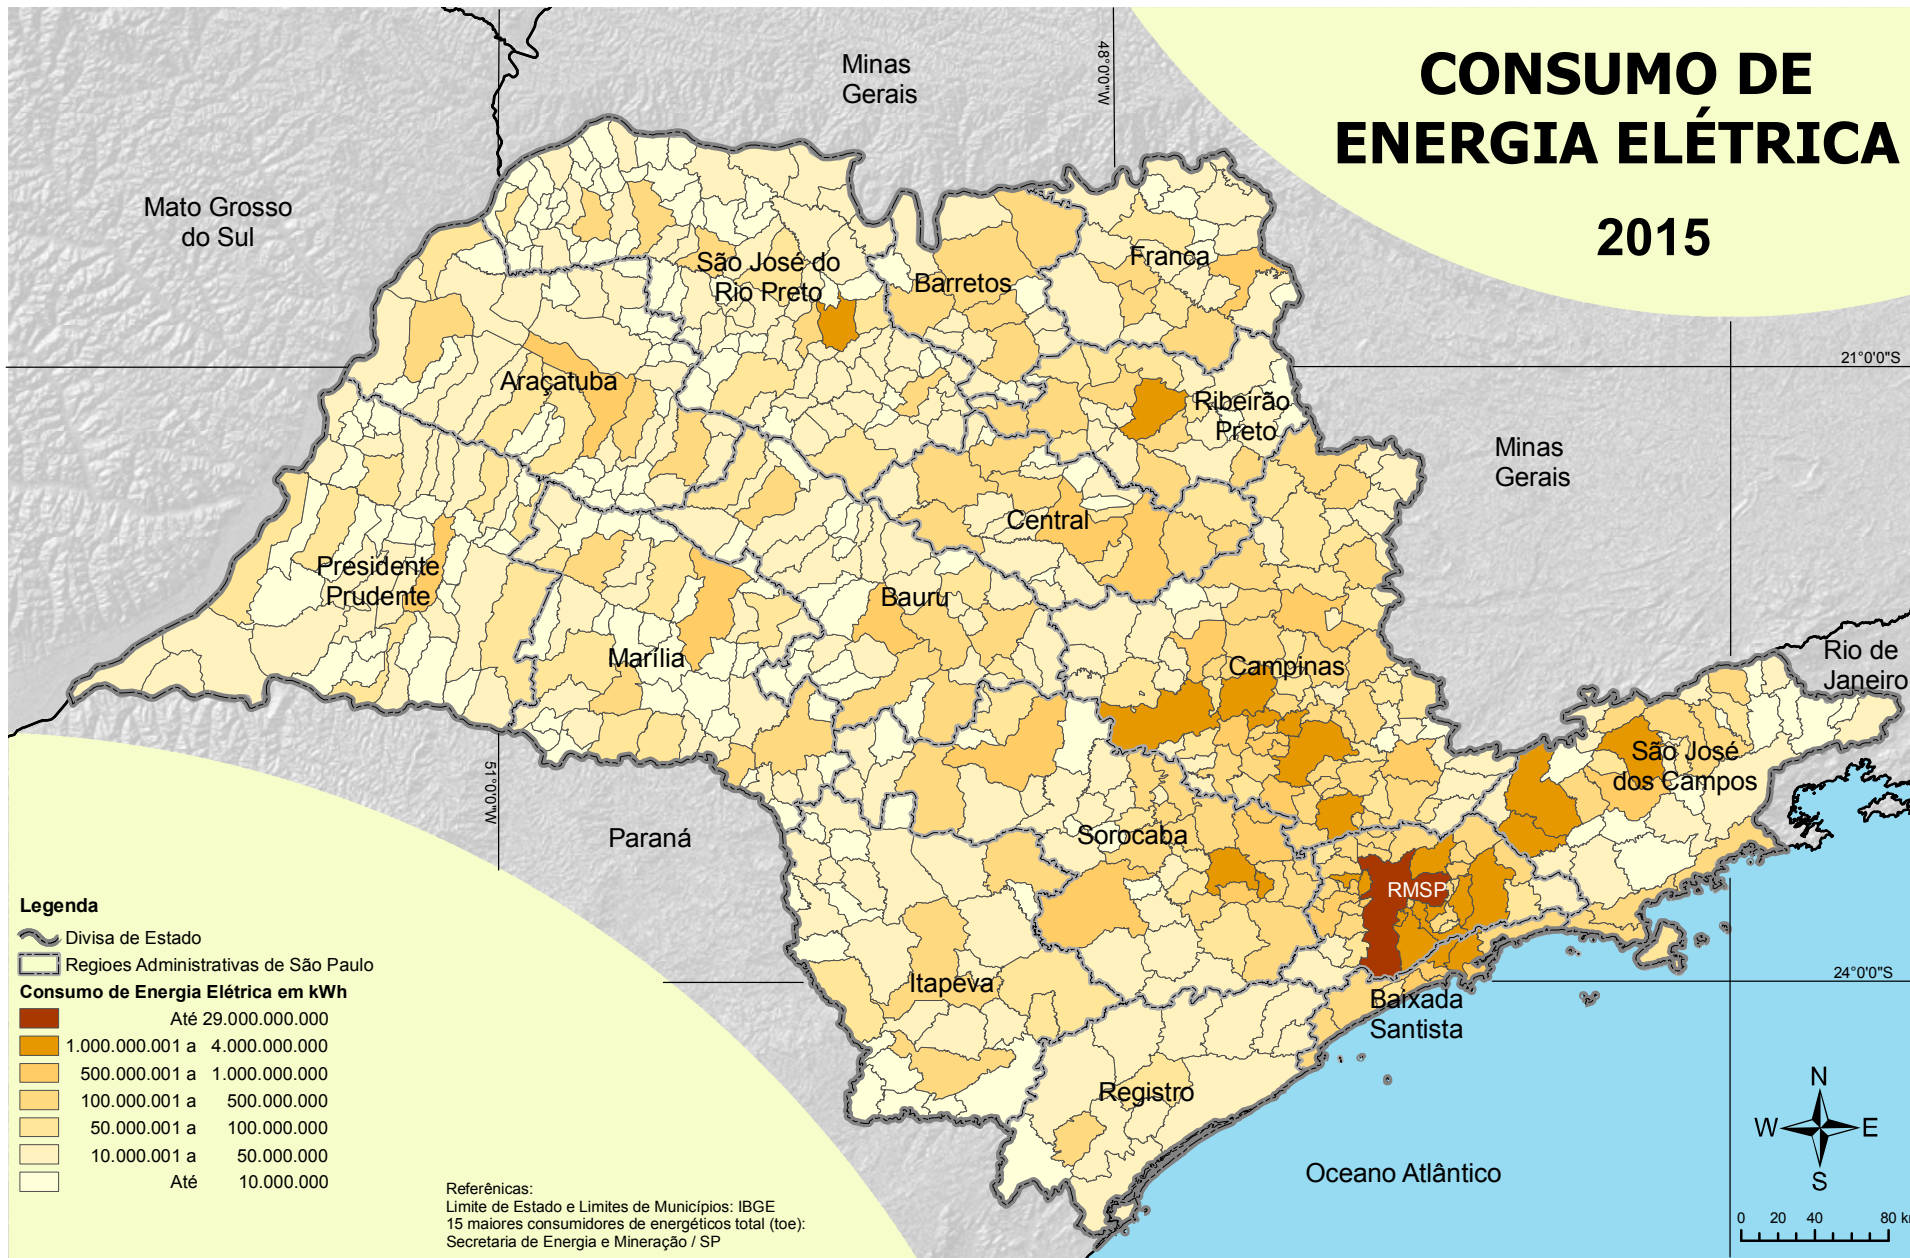 CONSUMO DE
ENERGIA ELÉTRICA
2015
Minas
Gerais
48°0'0"W
Mato Grosso
do Sul
São José do
Rio Preto
Barretos
Franca
21°0'0"S
Araçatuba
Ribeirão
Preto
Minas
Gerais
Central
Presidente
Prudente
Bauru
Marília
Campinas
Rio de
Janeiro
São José
dos Campos
51°0'0"W
Paraná
Sorocaba
RMSP
Itapeva
24°0'0"S
Baixada
Santista
Registro
Oceano Atlântico
Legenda
Divisa de Estado
Regioes Administrativas de São Paulo
Consumo de Energia Elétrica em kWh
Até 29.000.000.000
1.000.000.001 a 4.000.000.000
500.000.001 a 1.000.000.000
100.000.001 a 500.000.000
50.000.001 a 100.000.000
10.000.001 a 50.000.000
Até 10.000.000
Referênicas:
Limite de Estado e Limites de Municípios: IBGE
15 maiores consumidores de energéticos total (toe):
Secretaria de Energia e Mineração / SP
N
W E
S
0 20 40 80 k